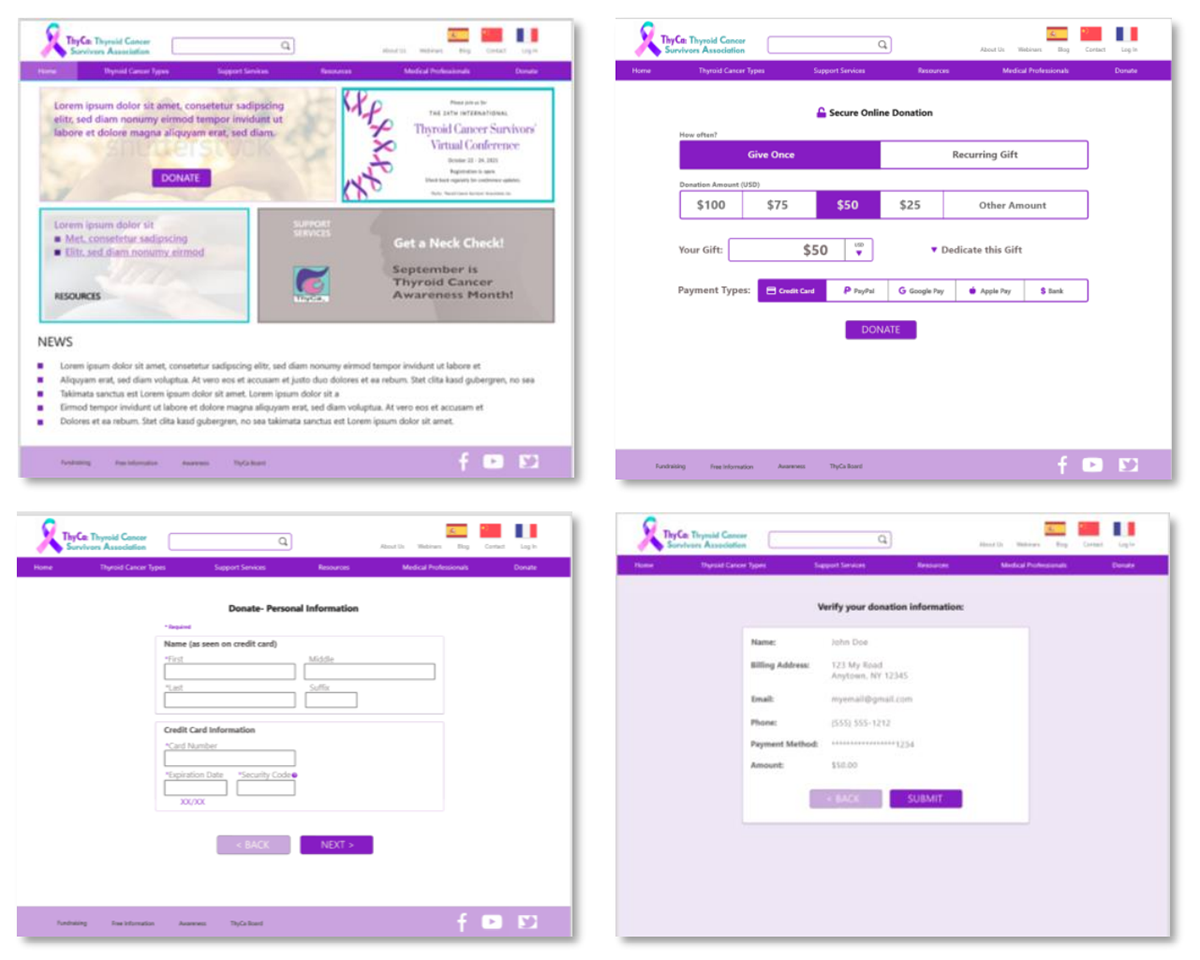 ThyCa: Thyroid Cancer
Survivors Association
About Us Webinars Blog Contact Log In
Home Thyroid Cancer Types Support Services Resources Medical Professionals Donate
Lorem ipsum dolor sit amet, consetetur sadipscing
elitr, sed diam nonumy eirmod tempor invidunt ut
labore et dolore magna aliquyam erat, sed diam.
shutterstock
DONATE
Please join us for
THE 24TH INTERNATIONAL
Thyroid Cancer Survivors'
Virtual Conference
October 22 - 24, 2021
Registration is open
Check back regularly for conference updates.
Lorem ipsum dolor sit
Met, consetetur sadipscing
Elitr, sed diam nonumy eirmod
RESOURCES
SUPPORT
SERVICES
ThyCa
Get a Neck Check!
September is
Thyroid Cancer
Awareness Month!
NEWS
Lorem ipsum dolor sit amet, consetetur sadipscing elitr, sed diam nonumy eirmod tempor invidunt ut labore et
Aliquyam erat, sed diam voluptua. At vero eos et accusam et justo duo dolores et ea rebum. Stet clita kasd gubergren, no sea
Takimata sanctus est Lorem ipsum dolor sit amet. Lorem ipsum dolor sit a
Eirmod tempor invidunt ut labore et dolore magna aliquyam erat, sed diam voluptua. At vero eos et accusam et
Dolores et ea rebum. Stet clita kasd gubergren, no sea takimata sanctus est Lorem ipsum dolor sit amet.
Fundraising Free Information Awareness ThyCa Board
ThyCa: Thyroid Cancer
Survivors Association
About Us Webinars Blog Contact Log In
Home Thyroid Cancer Types Support Services Resources Medical Professionals Donate
Secure Online Donation
How often?
Give Once Recurring Gift
Donation Amount (USD)
$100 $75 $50 $25 Other Amount
Your Gift: $50 USD Dedicate this Gift
Payment Types: Credit Card PayPal Google Pay Apple Pay $ Bank
DONATE
Fundraising Free Information Awareness ThyCa Board
ThyCa: Thyroid Cancer
Survivors Association
About Us Webinars Blog Contact Log In
Home Thyroid Cancer Types Support Services Resources Medical Professionals Donate
Donate- Personal Information
* Required
Name (as seen on credit card)
*First Middle
*Last Suffix
Credit Card Information
*Card Number
*Expiration Date *Security Code
XX/XX
< BACK NEXT >
Fundraising Free Information Awareness ThyCa Board
ThyCa: Thyroid Cancer
Survivors Association
About Us Webinars Blog Contact Log In
Home Thyroid Cancer Types Support Services Resources Medical Professionals Donate
Verify your donation information:
Name: John Doe
Billing Address: 123 My Road
Anytown, NY 12345
Email: myemail@gmail.com
Phone: (555) 555-1212
Payment Method: *****************1234
Amount: $50.00
< BACK SUBMIT